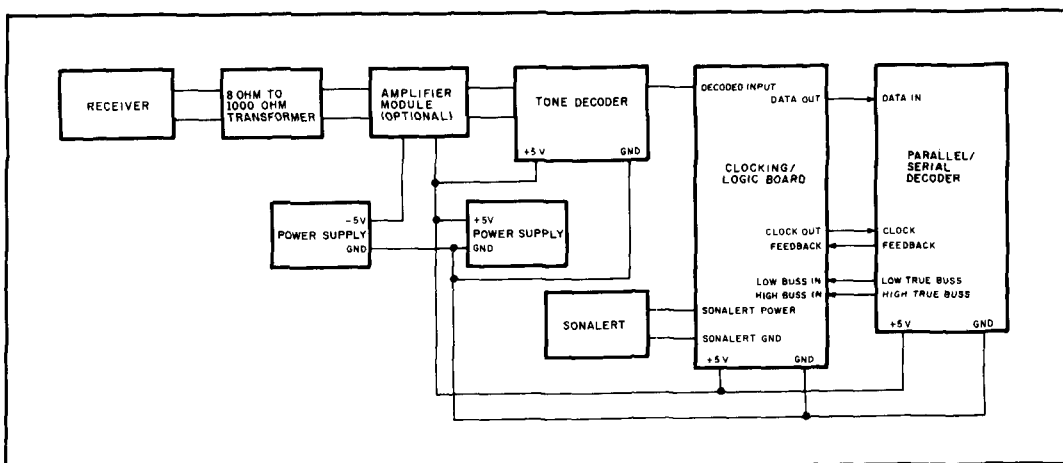 RECEIVER
8 OHM TO
1000 OHM
TRANSFORMER
AMPLIFIER
MODULE
(OPTIONAL)
TONE DECODER
+5V
GND
DECODED INPUT
DATA OUT
CLOCKING/
LOGIC BOARD
CLOCK OUT
FEEDBACK
LOW BUSS IN
HIGH BUSS IN
SONALERT POWER
SONALERT GND
+5V
GND
DATA IN
PARALLEL/
SERIAL
DECODER
CLOCK
FEEDBACK
LOW TRUE BUSS
HIGH TRUE BUSS
+5V
GND
-5V
POWER SUPPLY
GND
+5V
POWER SUPPLY
GND
SONALERT